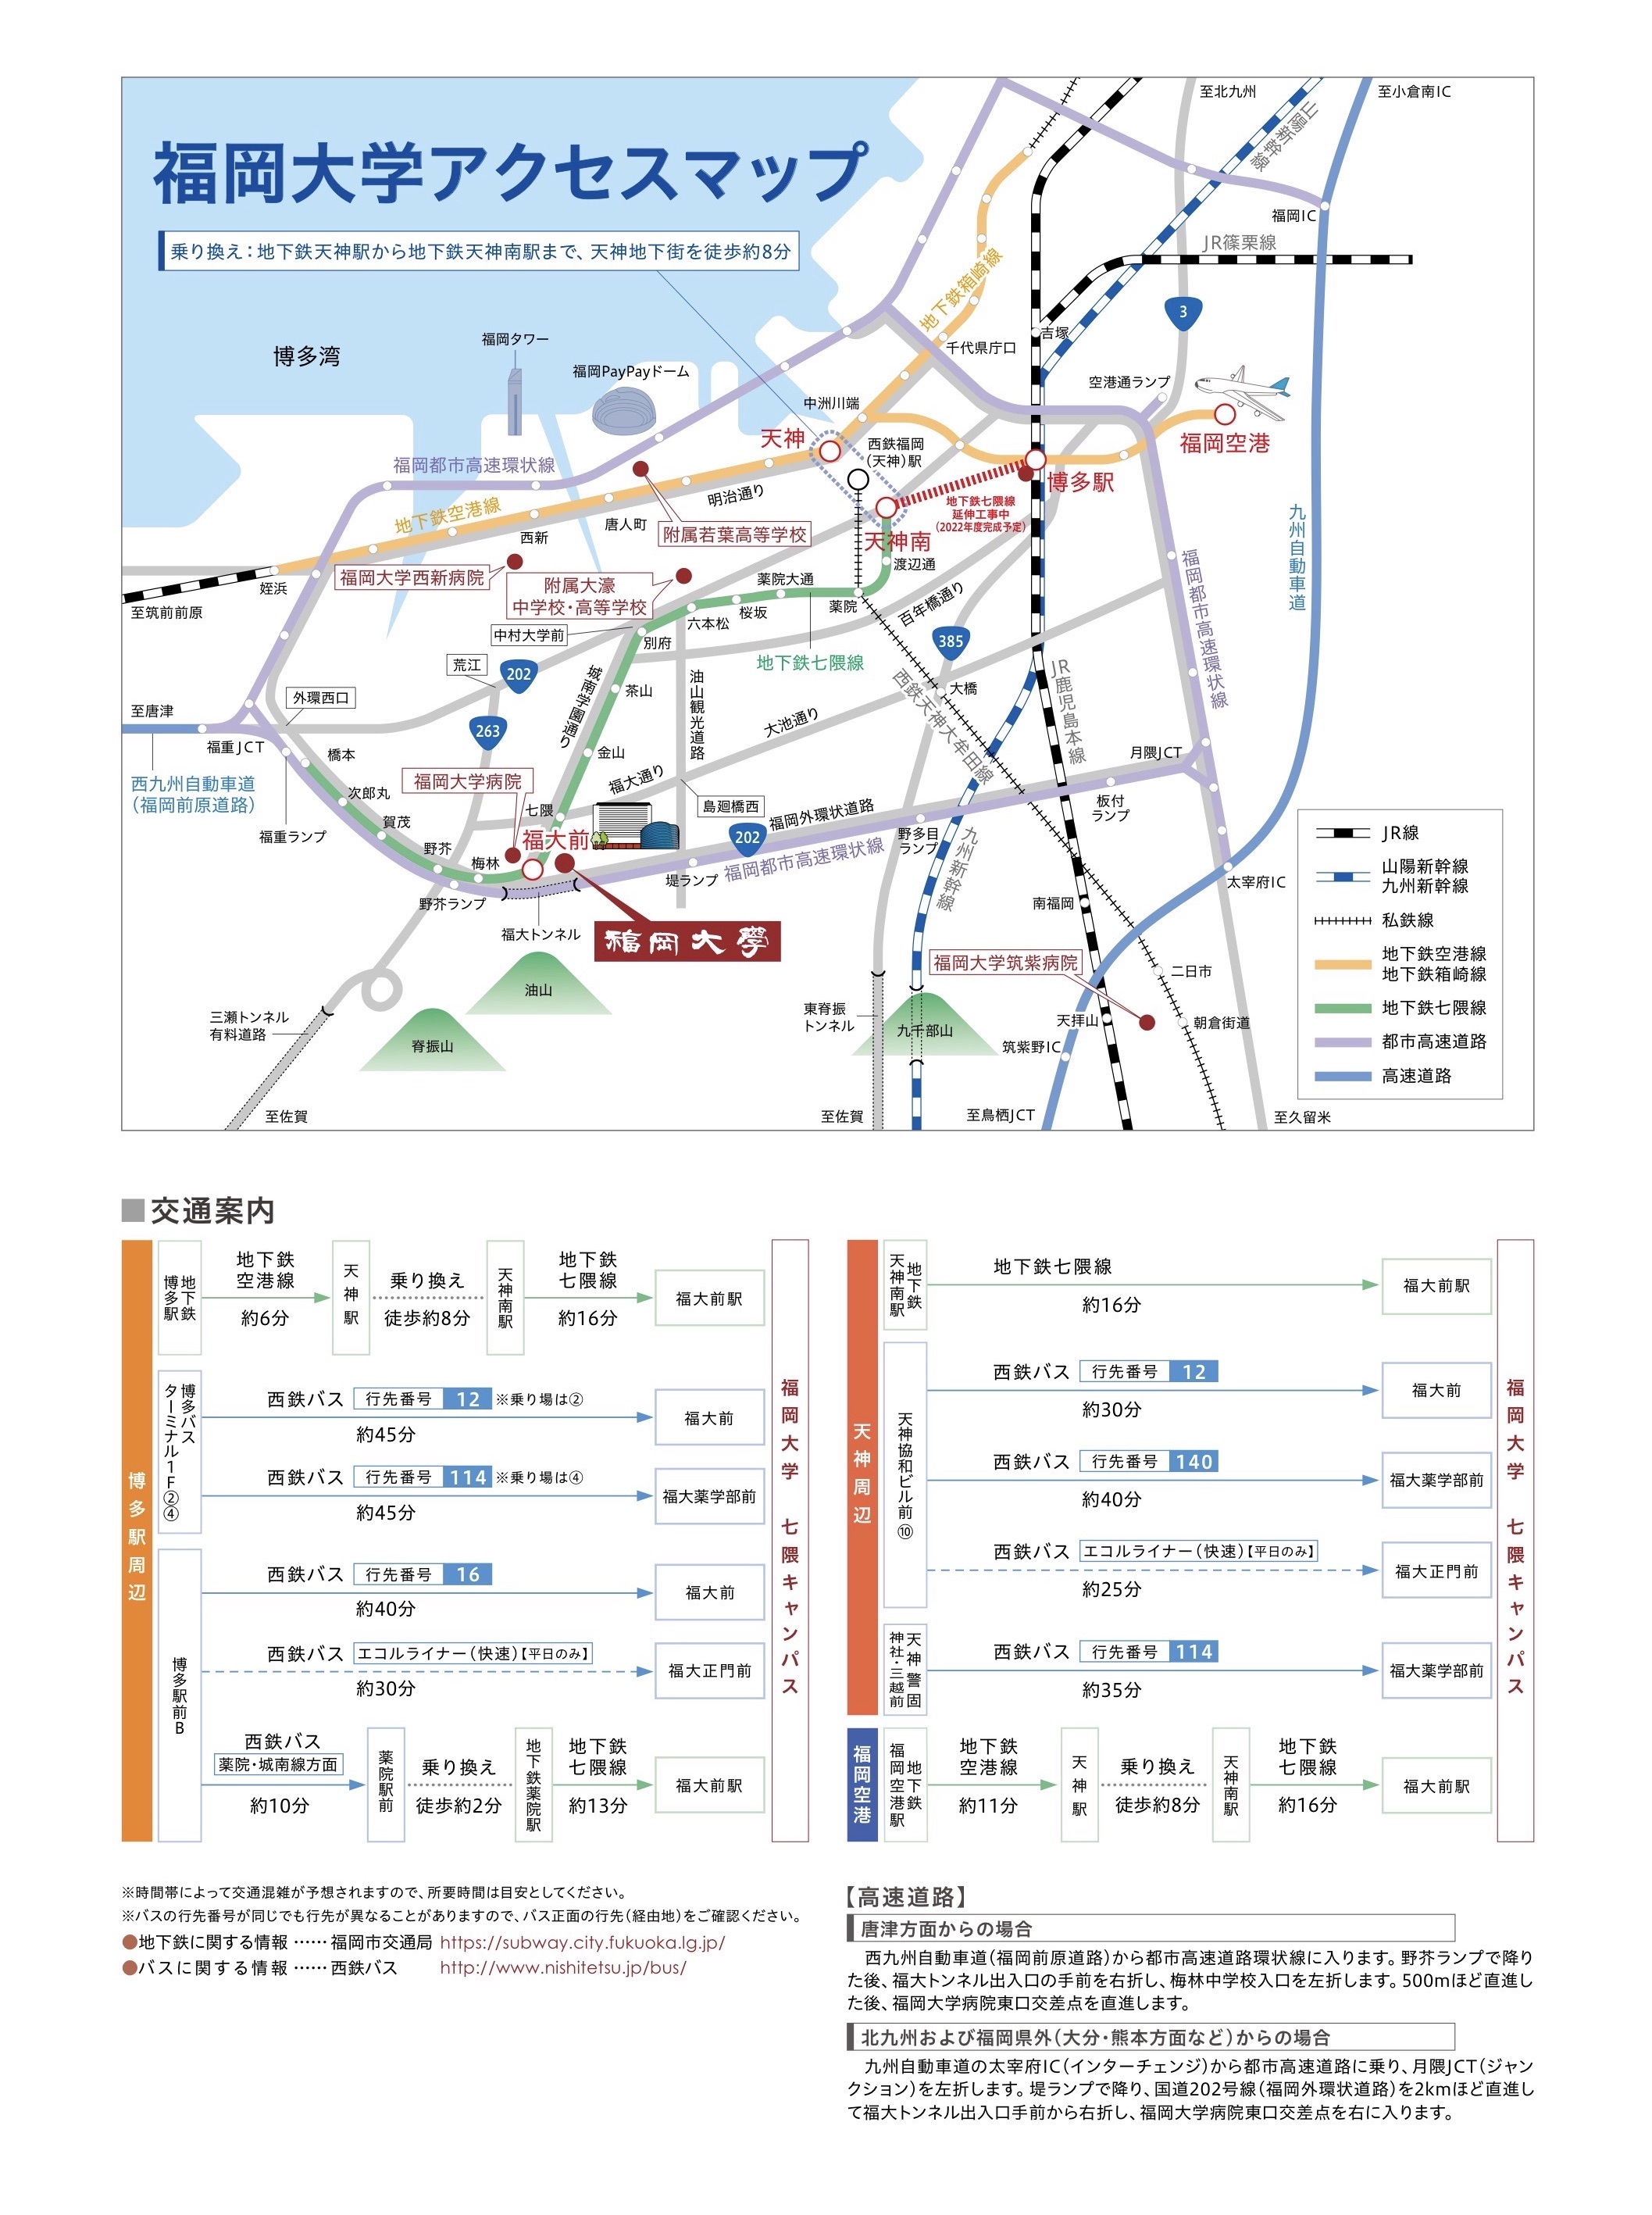 福岡大学アクセスマップ
乗り換え：地下鉄天神駅から地下鉄天神南駅まで、天神地下街を徒歩約8分
至北九州
至小倉南IC
山陽新幹線
福岡IC
JR篠栗線
地下鉄箱崎線
3
吉塚
千代県庁口
博多湾
福岡タワー
福岡PayPayドーム
空港通ランプ
中洲川端
天神
西鉄福岡
（天神）駅
福岡空港
福岡都市高速環状線
博多駅
地下鉄空港線
明治通り
地下鉄七隈線
延伸工事中
（2022年度完成予定）
唐人町
西新
附属若葉高等学校
天神南
九州自動車道
福岡大学西新病院
附属大濠
中学校・高等学校
渡辺通
福岡都市高速環状線
姪浜
至筑前前原
薬院大通
薬院
桜坂
六本松
百年橋通り
中村大学前
別府
385
地下鉄七隈線
荒江
202
城南学園通り
茶山
油山観光道路
大橋
西鉄天神大牟田線
JR鹿児島本線
外環西口
至唐津
263
大池通り
福重JCT
橋本
金山
月隈JCT
西九州自動車道
（福岡前原道路）
福岡大学病院
福大通り
次郎丸
島廻橋西
板付
ランプ
福重ランプ
賀茂
七隈
福大前
202
福岡外環状道路
野多目
ランプ
野芥
梅林
堤ランプ
福岡都市高速環状線
九州新幹線
太宰府IC
野芥ランプ
南福岡
福大トンネル
福岡大學
福岡大学筑紫病院
二日市
油山
三瀬トンネル
有料道路
脊振山
東脊振
トンネル
九千部山
天拝山
朝倉街道
筑紫野IC
至佐賀
至佐賀
至鳥栖JCT
至久留米
JR線
山陽新幹線
九州新幹線
私鉄線
地下鉄空港線
地下鉄箱崎線
地下鉄七隈線
都市高速道路
高速道路
■交通案内
博多駅周辺
地下鉄
博多駅
地下鉄
空港線
約6分
天神駅
乗り換え
徒歩約8分
天神南駅
地下鉄
七隈線
約16分
福大前駅
博多バス
ターミナル1F②④
西鉄バス 行先番号 12 ※乗り場は②
約45分
福大前
西鉄バス 行先番号 114 ※乗り場は④
約45分
福大薬学部前
博多駅前B
西鉄バス 行先番号 16
約40分
福大前
西鉄バス エコルライナー（快速）【平日のみ】
約30分
福大正門前
西鉄バス
薬院・城南線方面
約10分
薬院駅前
乗り換え
徒歩約2分
地下鉄薬院駅
地下鉄
七隈線
約13分
福大前駅
福岡大学 七隈キャンパス
天神周辺
地下鉄
天神南駅
地下鉄七隈線
約16分
福大前駅
天神協和ビル前⑩
西鉄バス 行先番号 12
約30分
福大前
西鉄バス 行先番号 140
約40分
福大薬学部前
西鉄バス エコルライナー（快速）【平日のみ】
約25分
福大正門前
天神警固
神社・三越前
西鉄バス 行先番号 114
約35分
福大薬学部前
福岡空港
地下鉄
福岡空港駅
地下鉄
空港線
約11分
天神駅
乗り換え
徒歩約8分
天神南駅
地下鉄
七隈線
約16分
福大前駅
福岡大学 七隈キャンパス
※時間帯によって交通混雑が予想されますので、所要時間は目安としてください。
※バスの行先番号が同じでも行先が異なることがありますので、バス正面の行先（経由地）をご確認ください。
●地下鉄に関する情報 …… 福岡市交通局 https://subway.city.fukuoka.lg.jp/
●バスに関する情報 …… 西鉄バス http://www.nishitetsu.jp/bus/
【高速道路】
唐津方面からの場合
西九州自動車道（福岡前原道路）から都市高速道路環状線に入ります。野芥ランプで降り
た後、福大トンネル出入口の手前を右折し、梅林中学校入口を左折します。500mほど直進し
た後、福岡大学病院東口交差点を直進します。
北九州および福岡県外（大分・熊本方面など）からの場合
九州自動車道の太宰府IC（インターチェンジ）から都市高速道路に乗り、月隈JCT（ジャン
クション）を左折します。堤ランプで降り、国道202号線（福岡外環状道路）を2kmほど直進し
て福大トンネル出入口手前から右折し、福岡大学病院東口交差点を右に入ります。